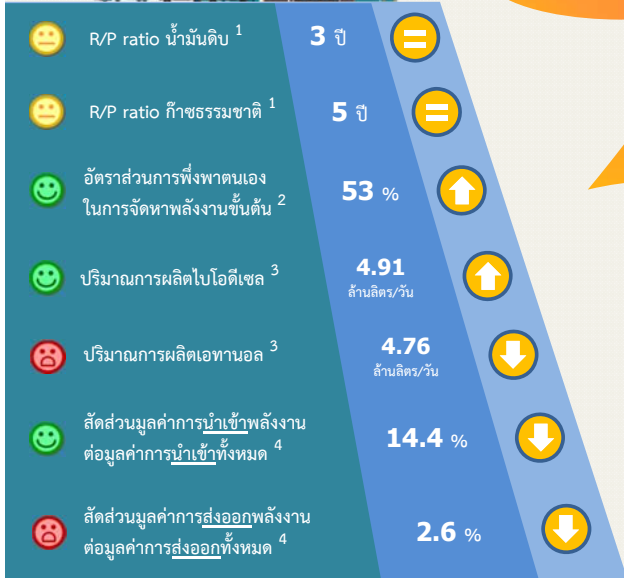 R/P ratio น้ำมันดิบ 1 3 ปี
R/P ratio ก๊าซธรรมชาติ 1 5 ปี
อัตราส่วนการพึ่งพาตนเอง
ในการจัดหาพลังงานขั้นต้น 2 53 %
ปริมาณการผลิตไบโอดีเซล 3 4.91
ล้านลิตร/วัน
ปริมาณการผลิตเอทานอล 3 4.76
ล้านลิตร/วัน
สัดส่วนมูลค่าการนำเข้าพลังงาน
ต่อมูลค่าการนำเข้าทั้งหมด 4 14.4 %
สัดส่วนมูลค่าการส่งออกพลังงาน
ต่อมูลค่าการส่งออกทั้งหมด 4 2.6 %